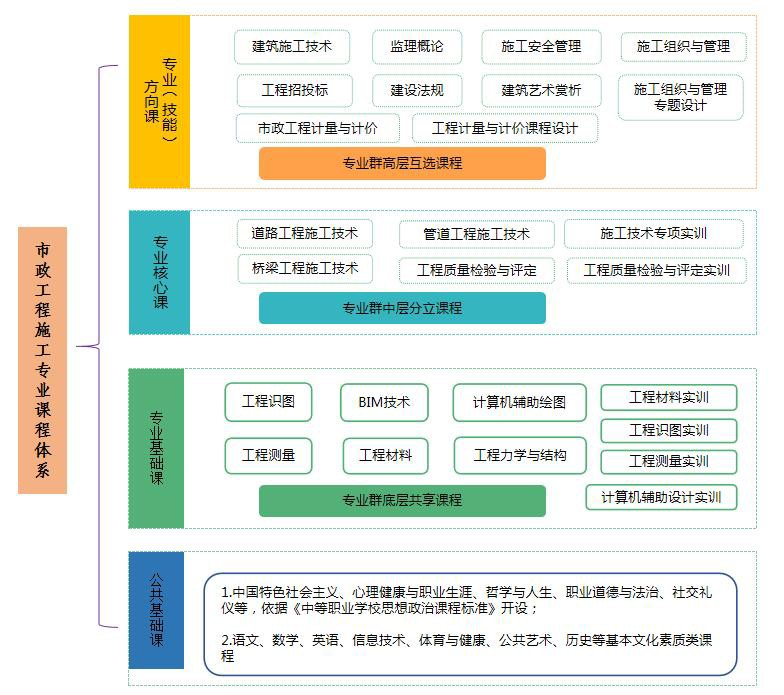 市政工程施工专业课程体系
专业（技能）
方向课
建筑施工技术
监理概论
施工安全管理
施工组织与管理
工程招投标
建设法规
建筑艺术赏析
施工组织与管理
专题设计
市政工程计量与计价
工程计量与计价课程设计
专业群高层互选课程
专业核心课
道路工程施工技术
管道工程施工技术
施工技术专项实训
桥梁工程施工技术
工程质量检验与评定
工程质量检验与评定实训
专业群中层分立课程
专业基础课
工程识图
BIM技术
计算机辅助绘图
工程材料实训
工程识图实训
工程测量
工程材料
工程力学与结构
工程测量实训
专业群底层共享课程
计算机辅助设计实训
公共基础课
1.中国特色社会主义、心理健康与职业生涯、哲学与人生、职业道德与法治、社交礼
仪等，依据《中等职业学校思想政治课程标准》开设；
2.语文、数学、英语、信息技术、体育与健康、公共艺术、历史等基本文化素质类课
程